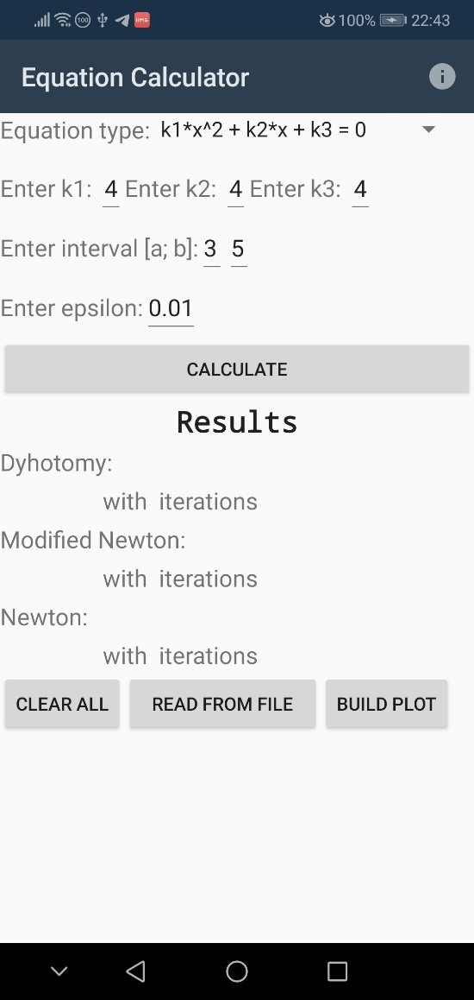 100 HMS 100% 22:43
Equation Calculator i
Equation type: k1*x^2 + k2*x + k3 = 0
Enter k1: 4 Enter k2: 4 Enter k3: 4
Enter interval [a; b]: 3 5
Enter epsilon: 0.01
CALCULATE
Results
Dyhotomy:
with iterations
Modified Newton:
with iterations
Newton:
with iterations
CLEAR ALL READ FROM FILE BUILD PLOT